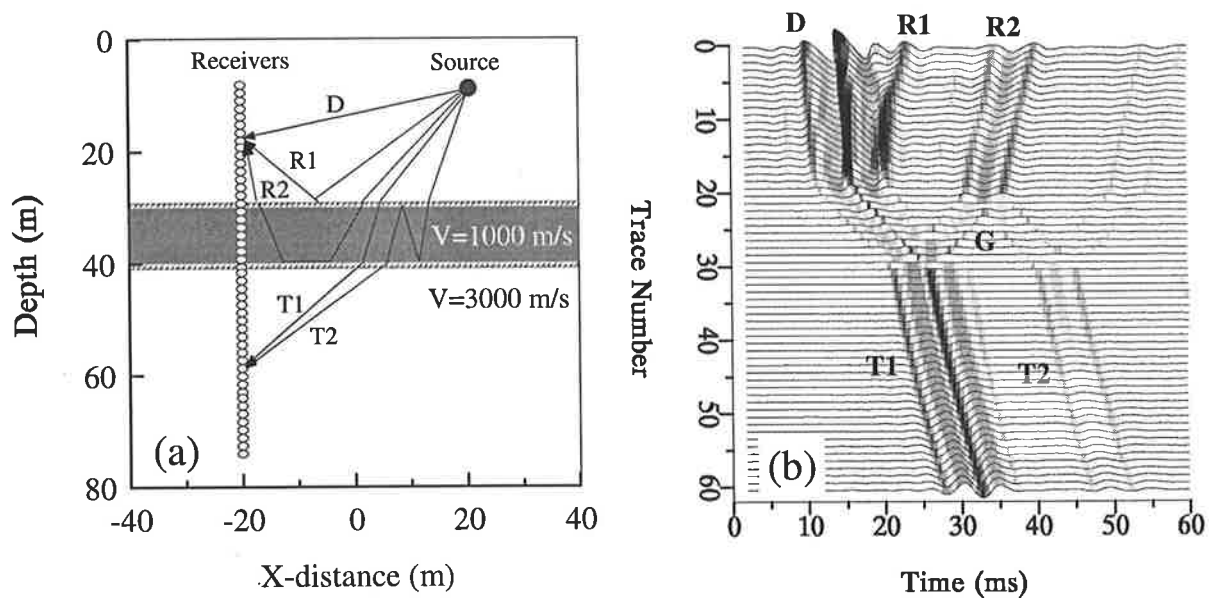 0
20
40
60
80
-40
-20
0
20
40
Depth (m)
X-distance (m)
Receivers
Source
D
R1
R2
V=1000 m/s
V=3000 m/s
T1
T2
(a)
D
R1
R2
0
10
20
30
40
50
60
Trace Number
G
T1
T2
(b)
0
10
20
30
40
50
60
Time (ms)